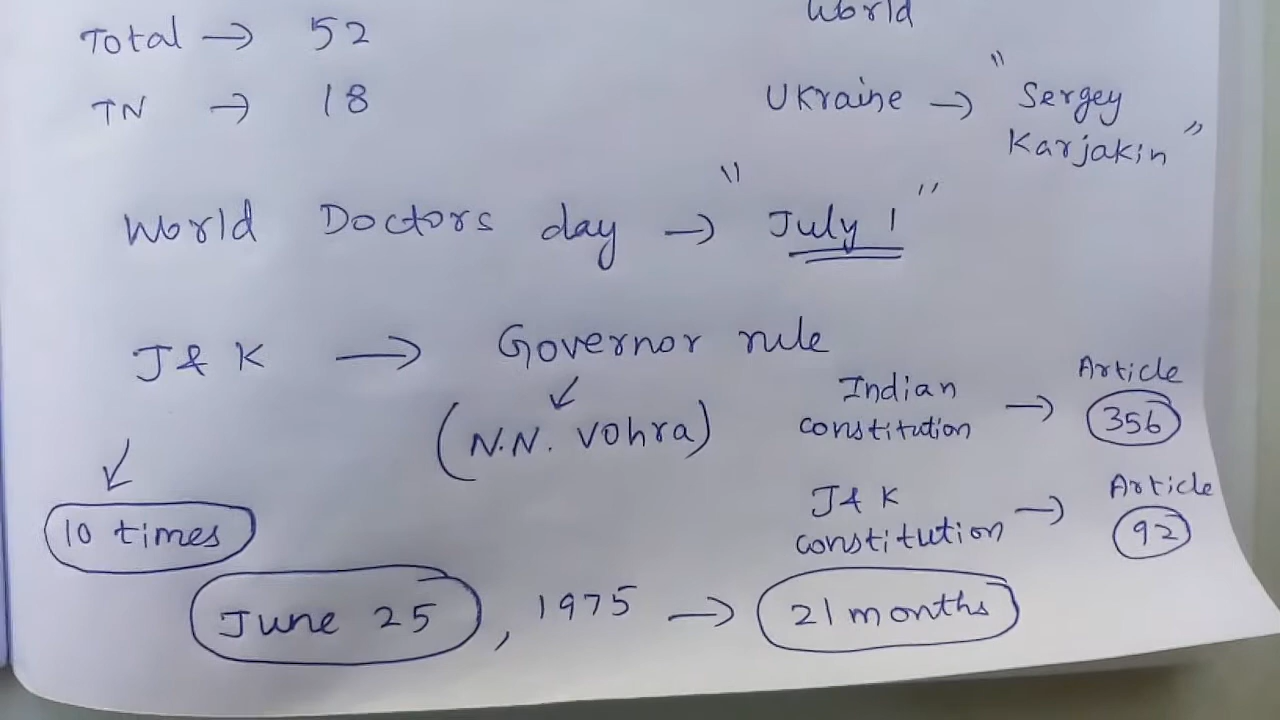 Total → 52
World
TN → 18
Ukraine → "Sergey
Karjakin"
World Doctors day → "July 1"
J & K → Governor rule
(N.N. Vohra)
Indian
constitution → Article
356
10 times
J & K
constitution → Article
92
June 25, 1975 → 21 months